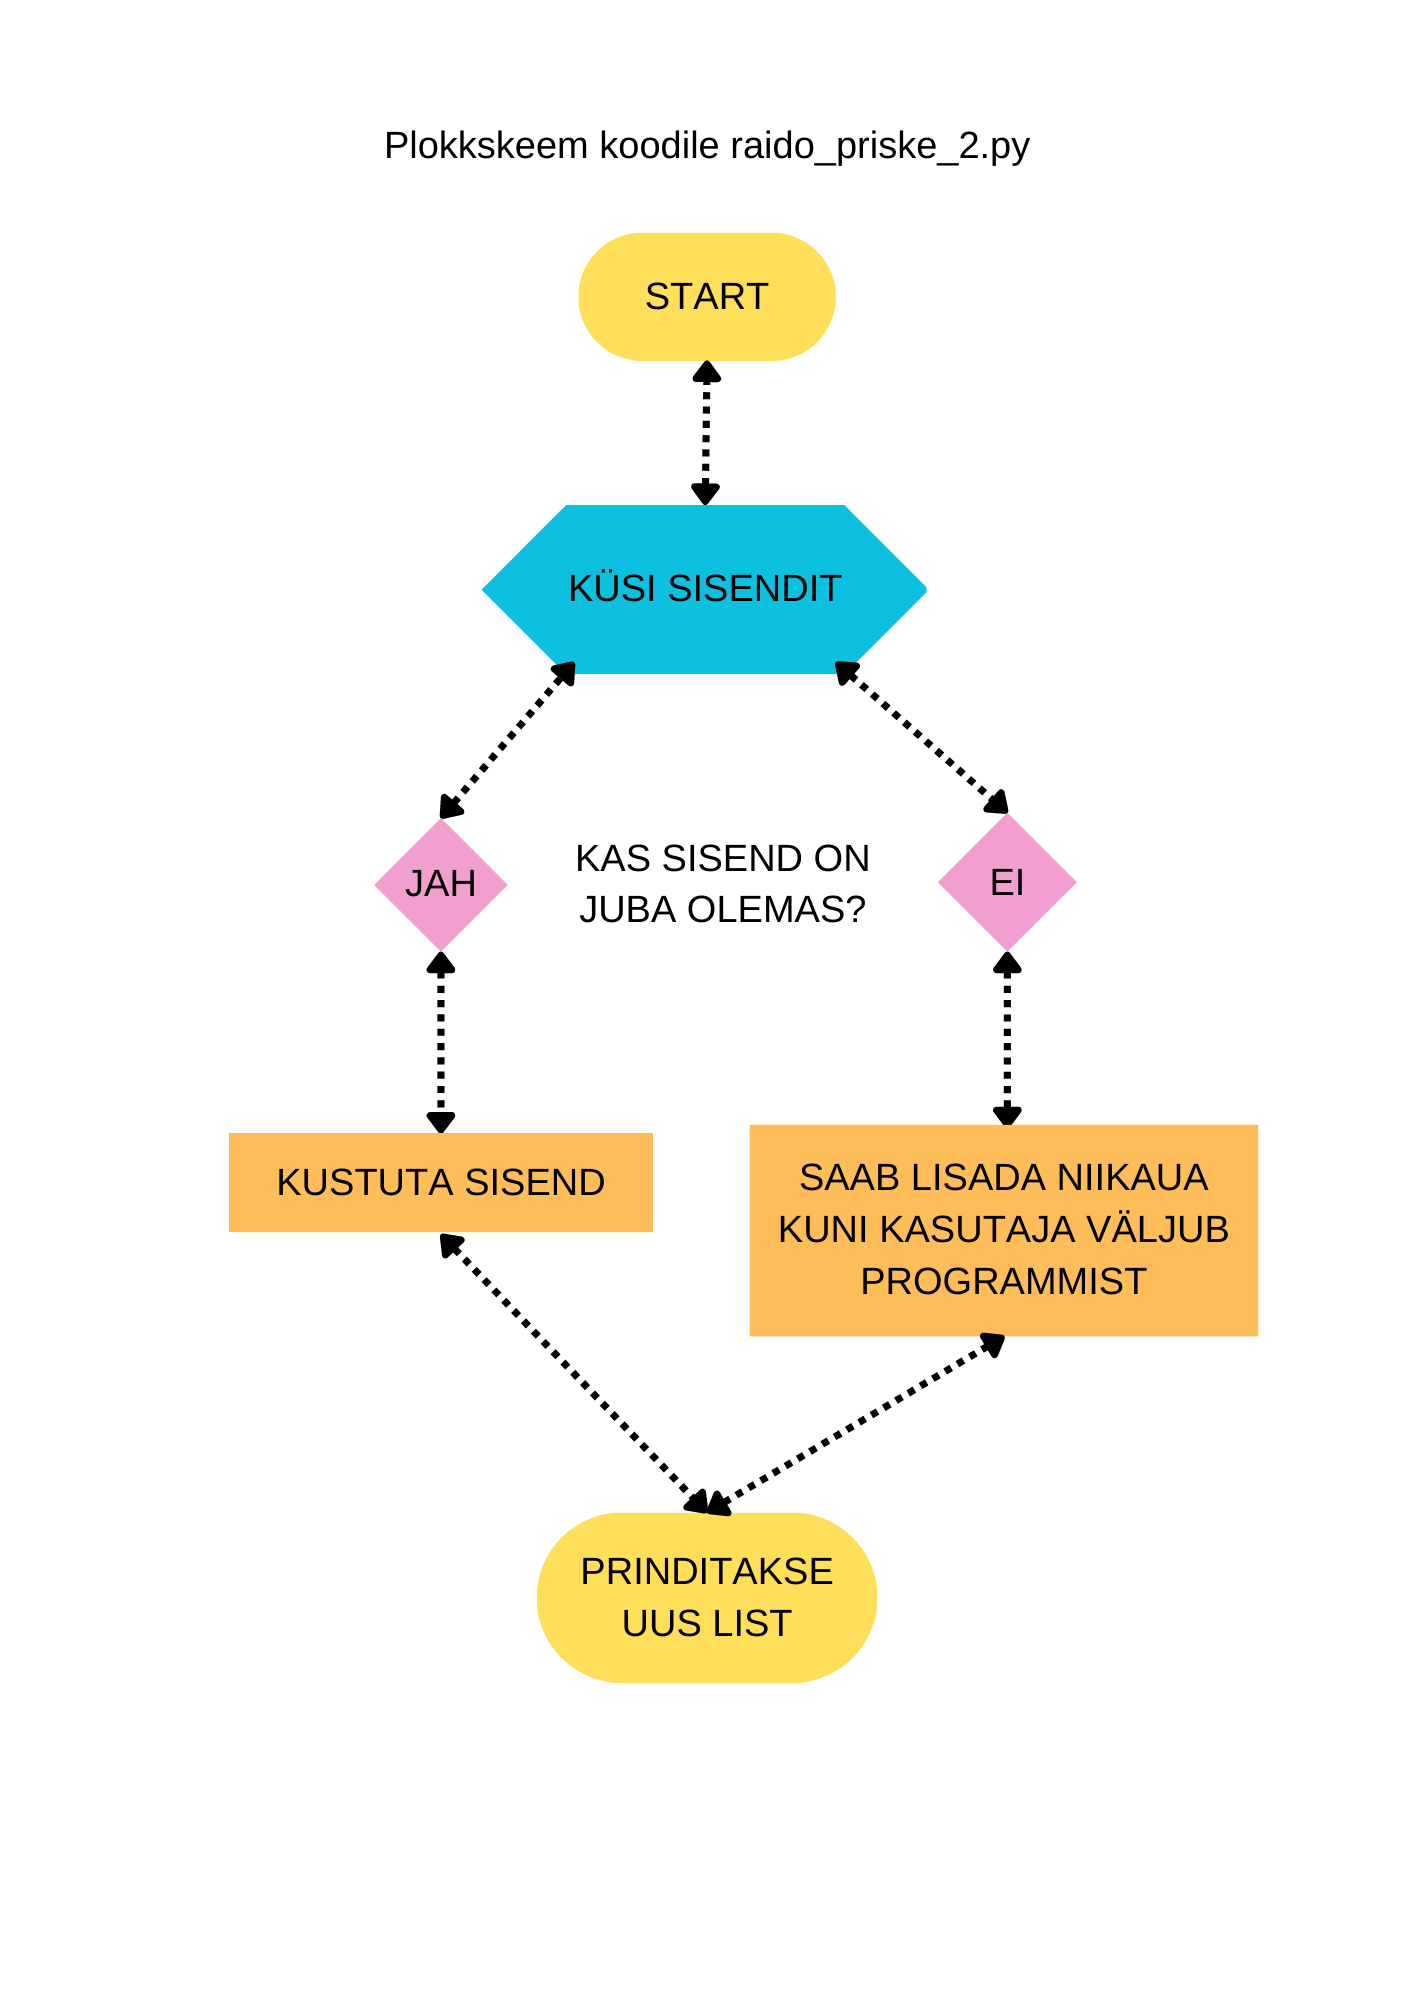 Plokkskeem koodile raido_priske_2.py
START
KÜSI SISENDIT
JAH
KAS SISEND ON
JUBA OLEMAS?
EI
KUSTUTA SISEND
SAAB LISADA NIIKAUA
KUNI KASUTAJA VÄLJUB
PROGRAMMIST
PRINDITAKSE
UUS LIST